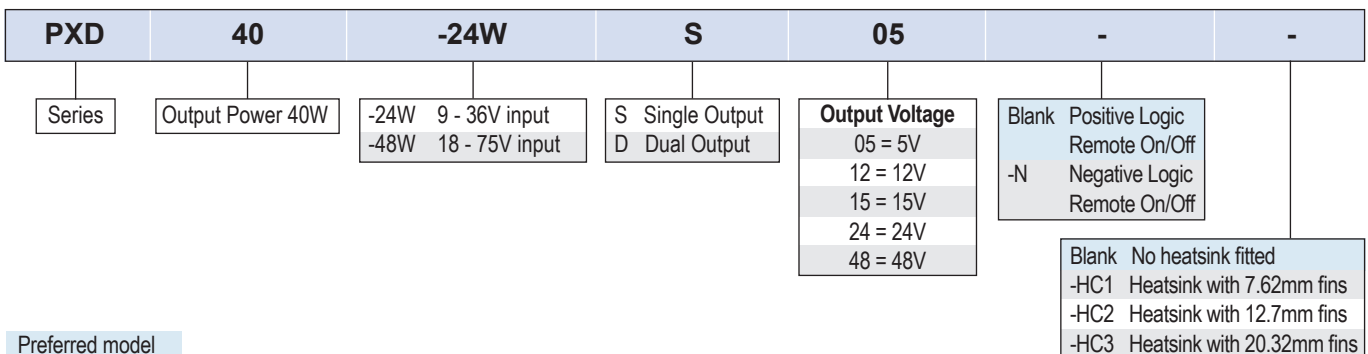 PXD 40 -24W S 05 - -
Series
Output Power 40W
-24W 9 - 36V input
-48W 18 - 75V input
S Single Output
D Dual Output
Output Voltage
05 = 5V
12 = 12V
15 = 15V
24 = 24V
48 = 48V
Blank Positive Logic
Remote On/Off
-N Negative Logic
Remote On/Off
Blank No heatsink fitted
-HC1 Heatsink with 7.62mm fins
-HC2 Heatsink with 12.7mm fins
-HC3 Heatsink with 20.32mm fins
Preferred model